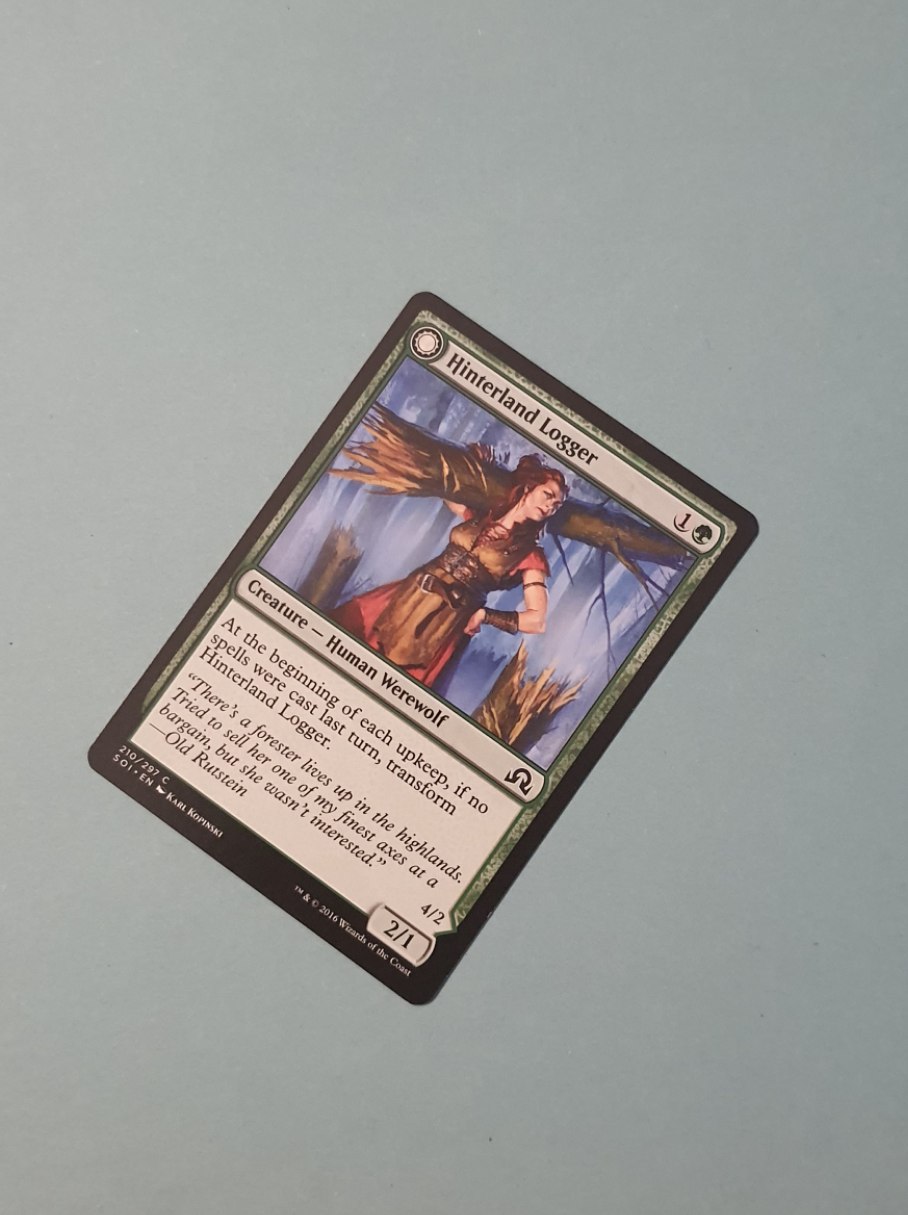 Hinterland Logger
1
Creature — Human Werewolf
At the beginning of each upkeep, if no
spells were cast last turn, transform
Hinterland Logger.
“There’s a forester lives up in the highlands.
Tried to sell her one of my finest axes at a
bargain, but she wasn’t interested.”
—Old Rutstein
4/2
2/1
210/297 C
SOI • EN Karl Kopinski
™ & © 2016 Wizards of the Coast